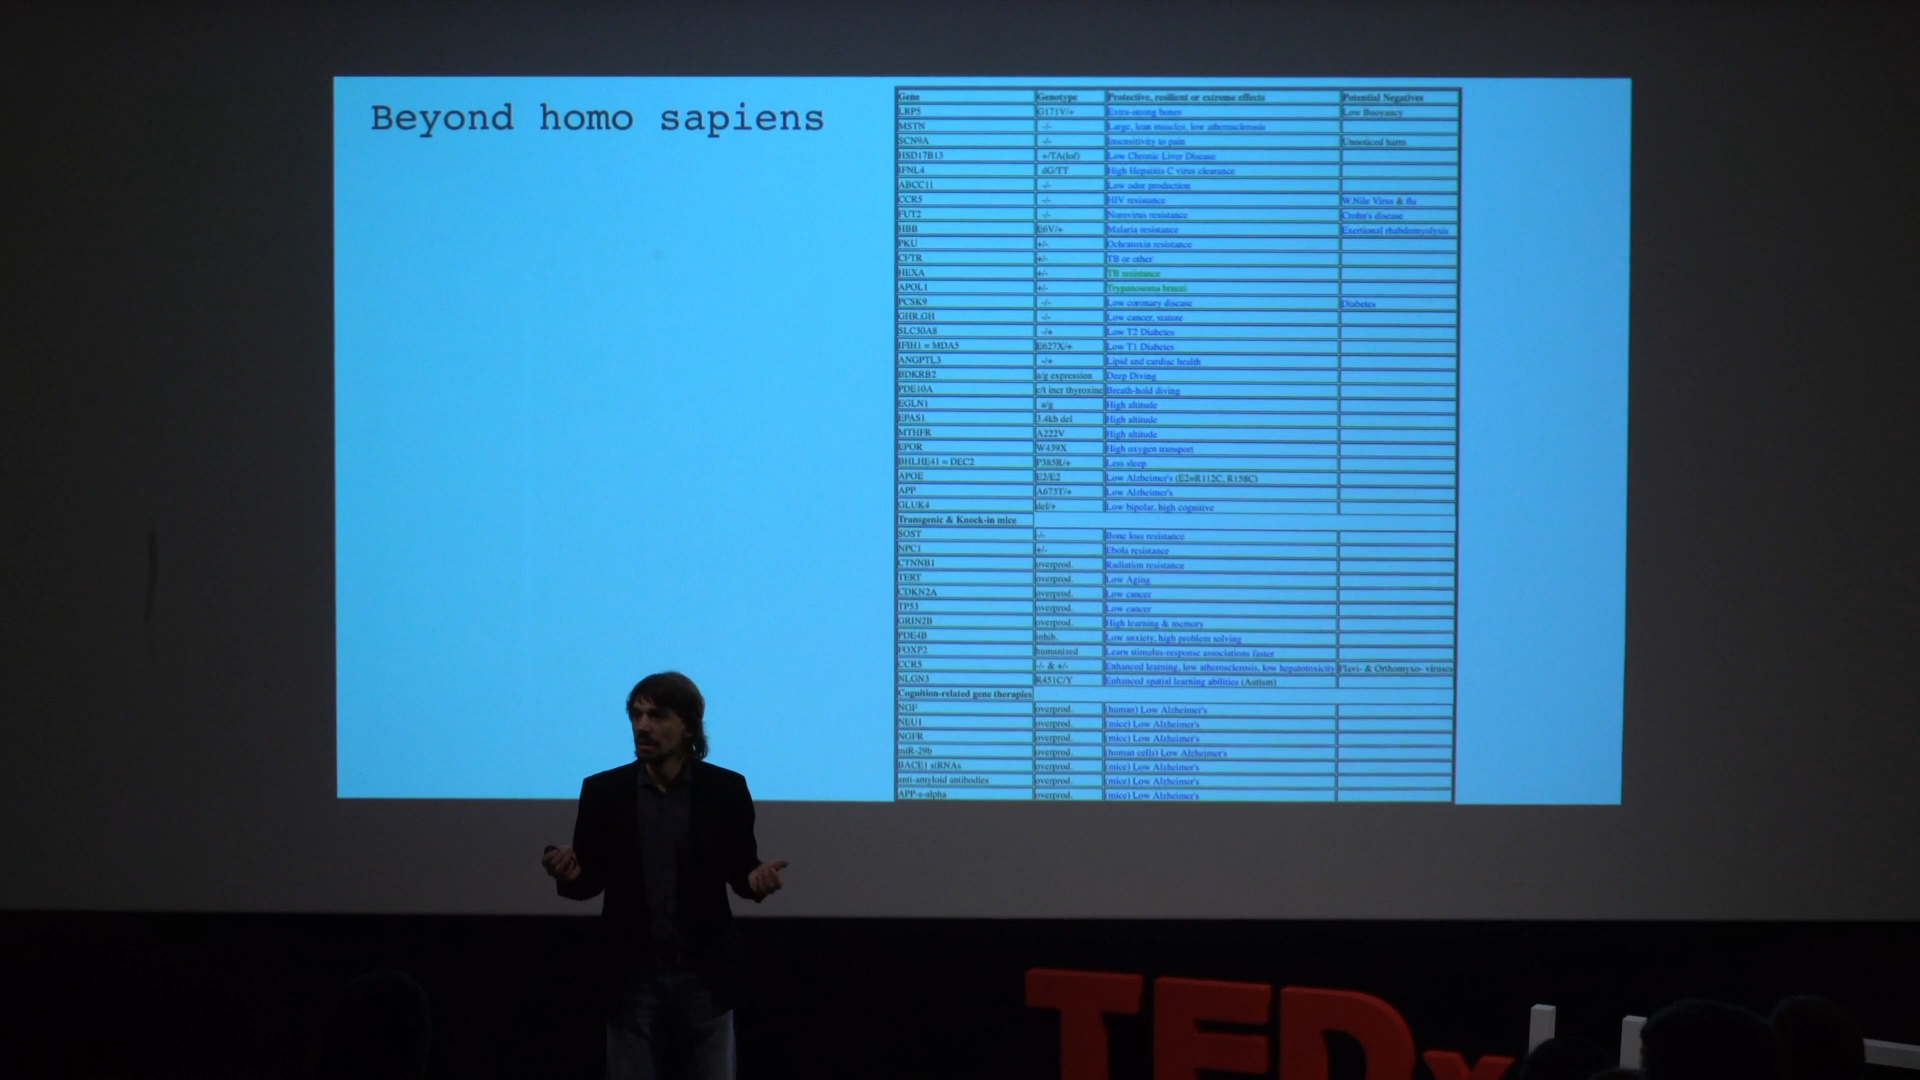 Beyond homo sapiens
Gene Genotype Protective, resilient or extreme effects Potential Negatives
LRP5 G171V/+ Extra-strong bones Low Buoyancy
MSTN -/- Large, lean muscles, low atherosclerosis
SCN9A -/- Insensitivity to pain Unnoticed harm
HSD17B13 +/TA(lof) Low Chronic Liver Disease
IFNL4 dG/TT High Hepatitis C virus clearance
ABCC11 -/- Low odor production
CCR5 -/- HIV resistance W.Nile Virus & flu
FUT2 -/- Norovirus resistance Crohn's disease
HBB E6V/+ Malaria resistance Exertional rhabdomyolysis
PKU +/- Ochratoxin resistance
CFTR +/- TB or other
HEXA +/- TB resistance
APOL1 +/- Trypanosoma brucei
PCSK9 -/- Low coronary disease Diabetes
GHR,GH -/- Low cancer, stature
SLC30A8 -/+ Low T2 Diabetes
IFIH1 = MDA5 E627X/+ Low T1 Diabetes
ANGPTL3 -/+ Lipid and cardiac health
BDKRB2 a/g expression Deep Diving
PDE10A c/t incr thyroxine Breath-hold diving
EGLN1 a/g High altitude
EPAS1 3.4kb del High altitude
MTHFR A222V High altitude
EPOR W439X High oxygen transport
BHLHE41 = DEC2 P385R/+ Less sleep
APOE E2/E2 Low Alzheimer's (E2=R112C, R158C)
APP A673T/+ Low Alzheimer's
GLUK4 del/+ Low bipolar, high cognitive
Transgenic & Knock-in mice
SOST -/- Bone loss resistance
NPC1 +/- Ebola resistance
CTNNB1 overprod. Radiation resistance
TERT overprod. Low Aging
CDKN2A overprod. Low cancer
TP53 overprod. Low cancer
GRIN2B overprod. High learning & memory
PDE4B inhib. Low anxiety, high problem solving
FOXP2 humanized Learn stimulus-response associations faster
CCR5 -/- & +/- Enhanced learning, low atherosclerosis, low hepatotoxicity Flavi- & Orthomyxo- viruses
NLGN3 R451C/Y Enhanced spatial learning abilities (Autism)
Cognition-related gene therapies
NGF overprod. (human) Low Alzheimer's
NEU1 overprod. (mice) Low Alzheimer's
NGFR overprod. (mice) Low Alzheimer's
miR-29b overprod. (human cells) Low Alzheimer's
BACE1 siRNAs overprod. (mice) Low Alzheimer's
anti-amyloid antibodies overprod. (mice) Low Alzheimer's
APP-s-alpha overprod. (mice) Low Alzheimer's
TEDx